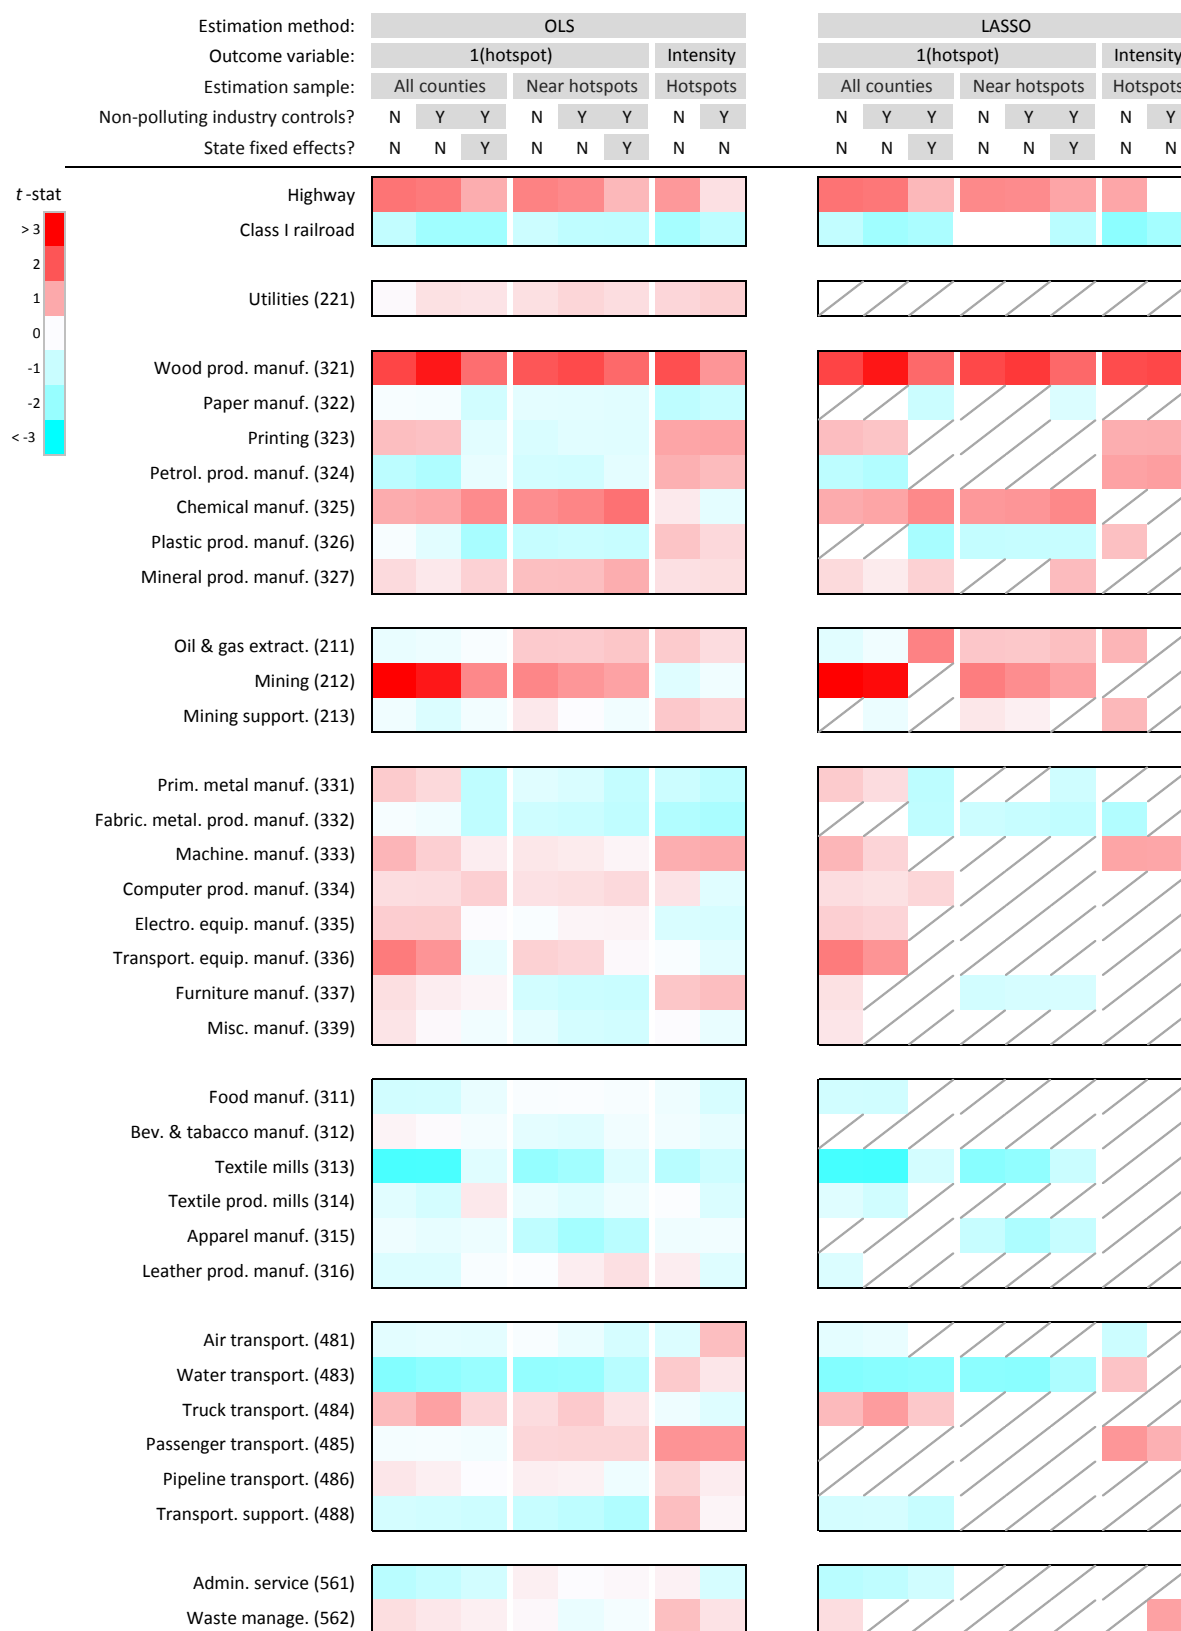 Estimation method: OLS LASSO
Outcome variable: 1(hotspot) Intensity 1(hotspot) Intensity
Estimation sample: All counties Near hotspots Hotspots All counties Near hotspots Hotspots
Non-polluting industry controls? N Y Y N Y Y N Y N Y Y N Y Y N Y
State fixed effects? N N Y N N Y N N N N Y N N Y N N
t -stat
> 3
2
1
0
-1
-2
< -3
Highway
Class I railroad
Utilities (221)
Wood prod. manuf. (321)
Paper manuf. (322)
Printing (323)
Petrol. prod. manuf. (324)
Chemical manuf. (325)
Plastic prod. manuf. (326)
Mineral prod. manuf. (327)
Oil & gas extract. (211)
Mining (212)
Mining support. (213)
Prim. metal manuf. (331)
Fabric. metal. prod. manuf. (332)
Machine. manuf. (333)
Computer prod. manuf. (334)
Electro. equip. manuf. (335)
Transport. equip. manuf. (336)
Furniture manuf. (337)
Misc. manuf. (339)
Food manuf. (311)
Bev. & tabacco manuf. (312)
Textile mills (313)
Textile prod. mills (314)
Apparel manuf. (315)
Leather prod. manuf. (316)
Air transport. (481)
Water transport. (483)
Truck transport. (484)
Passenger transport. (485)
Pipeline transport. (486)
Transport. support. (488)
Admin. service (561)
Waste manage. (562)